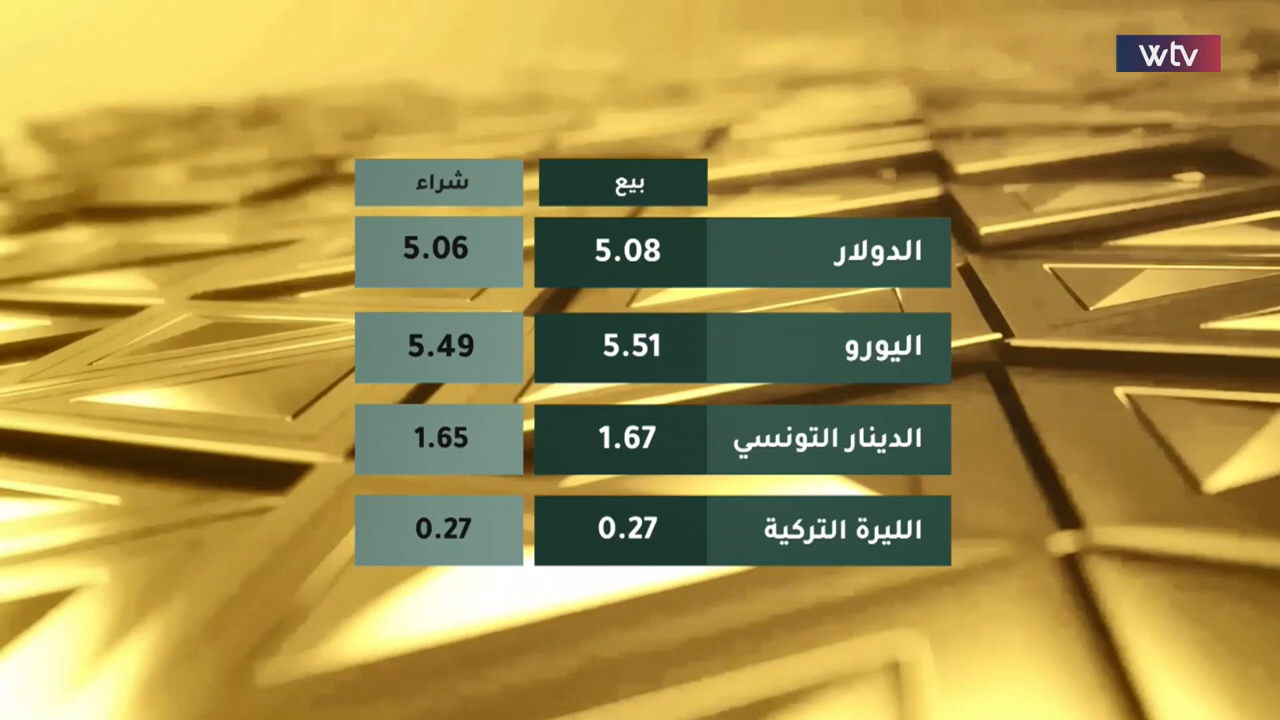 wtv
بيع شراء
الدولار 5.08 5.06
اليورو 5.51 5.49
الدينار التونسي 1.67 1.65
الليرة التركية 0.27 0.27